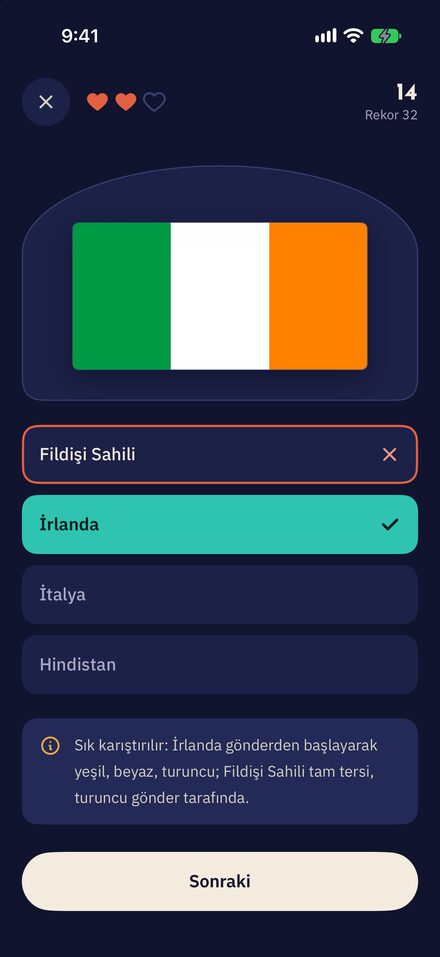 9:41
14
Rekor 32
Fildişi Sahili
İrlanda
İtalya
Hindistan
Sık karıştırılır: İrlanda gönderden başlayarak
yeşil, beyaz, turuncu; Fildişi Sahili tam tersi,
turuncu gönder tarafında.
Sonraki